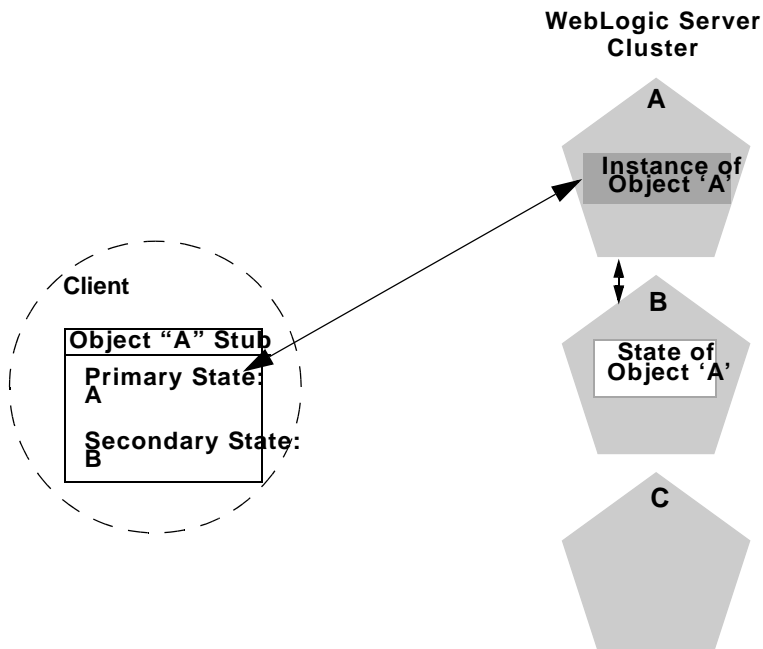 WebLogic Server
Cluster
A
Instance of
Object ‘A’
Client
Object “A” Stub
Primary State:
A
Secondary State:
B
B
State of
Object ‘A’
C